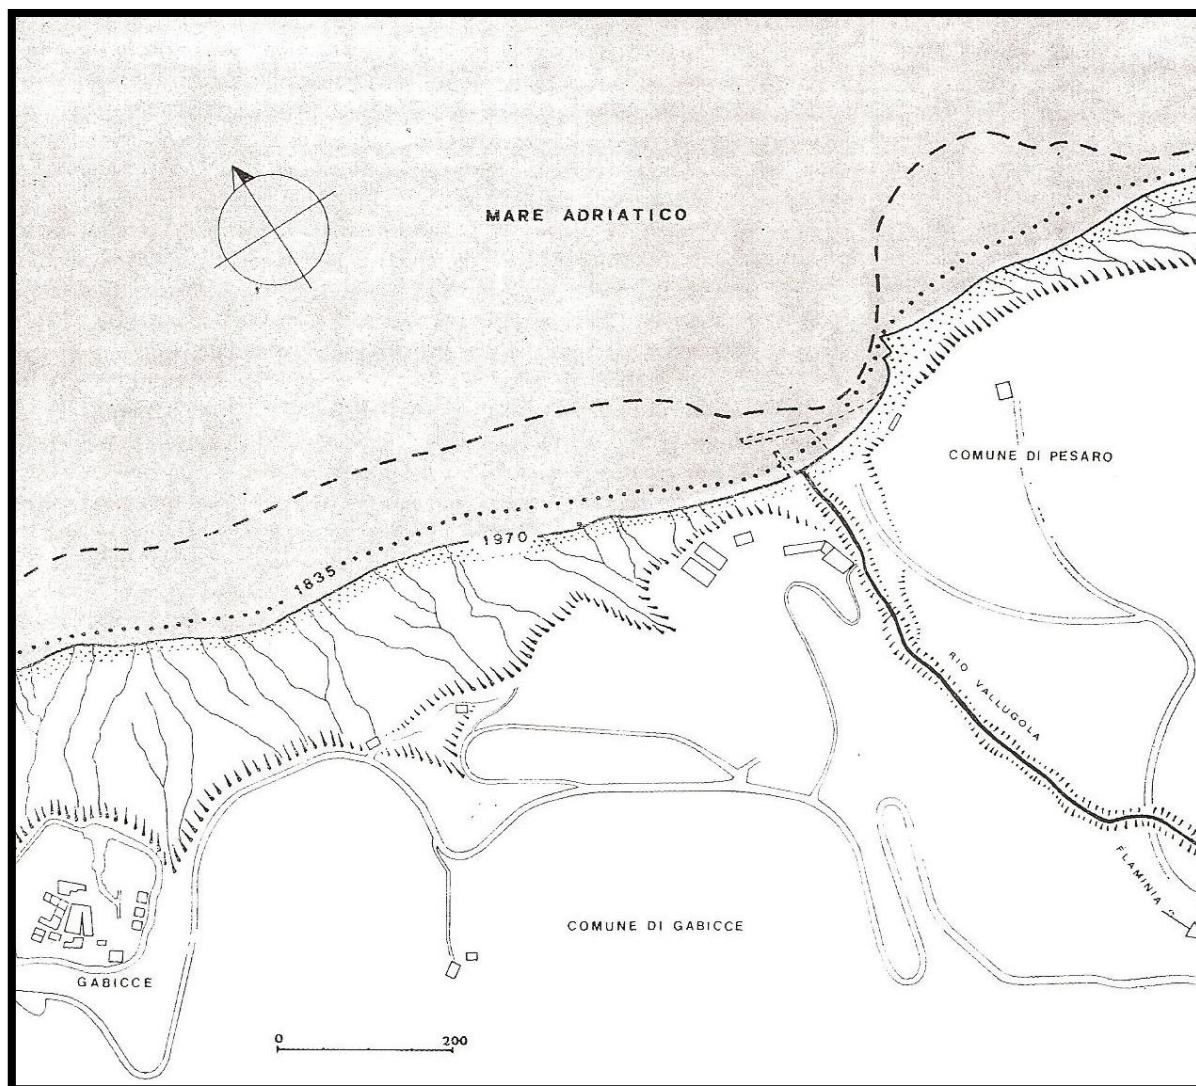 MARE ADRIATICO
COMUNE DI PESARO
1970
1835
RIO VALLUGOLA
FLAMINIA
COMUNE DI GABICCE
GABICCE
0 200